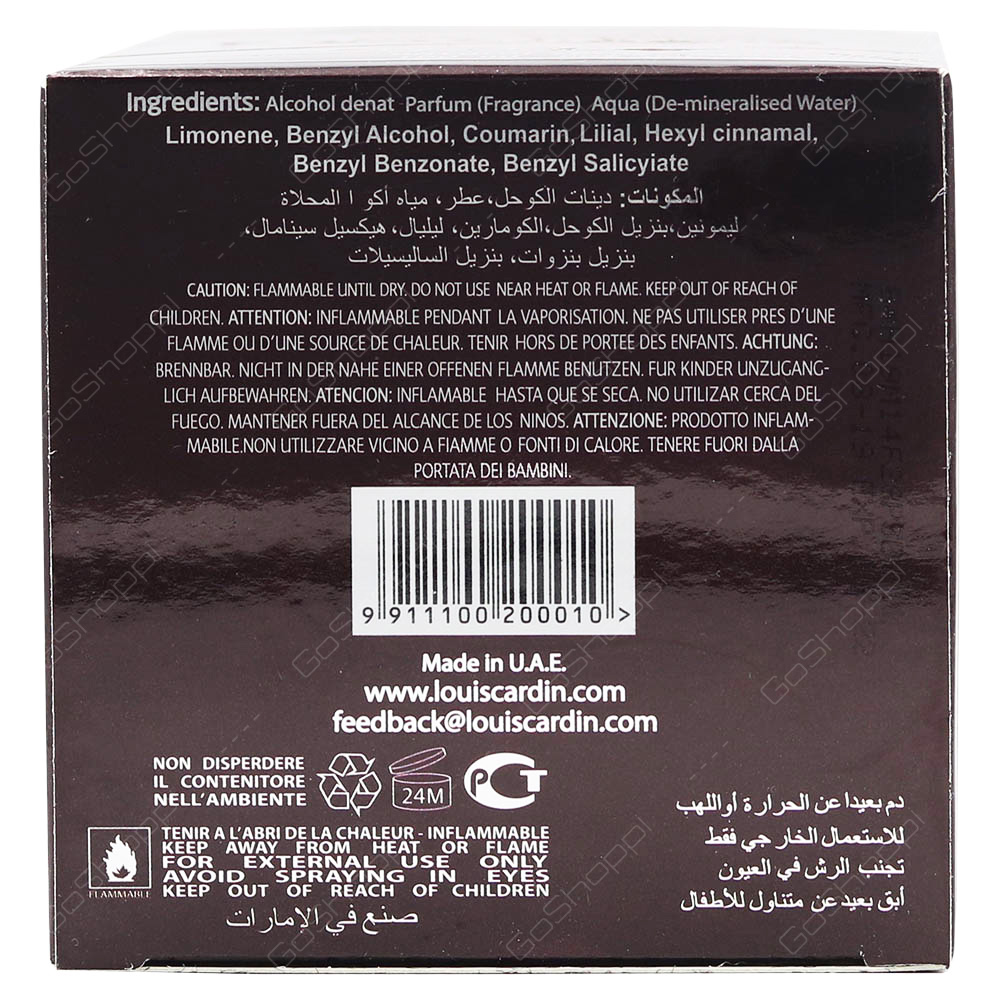 Ingredients: Alcohol denat Parfum (Fragrance) Aqua (De-mineralised Water)
Limonene, Benzyl Alcohol, Coumarin, Lilial, Hexyl cinnamal,
Benzyl Benzonate, Benzyl Salicyiate
المكونات: دينات الكوحل،عطر، مياه أكو ا المحلاة
ليمونين،بنزيل الكوحل،الكومارين، ليليال، هيكسيل سينامال،
بنزيل بنزوات، بنزيل الساليسيلات
CAUTION: FLAMMABLE UNTIL DRY. DO NOT USE NEAR HEAT OR FLAME. KEEP OUT OF REACH OF
CHILDREN. ATTENTION: INFLAMMABLE PENDANT LA VAPORISATION. NE PAS UTILISER PRES D'UNE
FLAMME OU D'UNE SOURCE DE CHALEUR. TENIR HORS DE PORTEE DES ENFANTS. ACHTUNG:
BRENNBAR. NICHT IN DER NAHE EINER OFFENEN FLAMME BENUTZEN. FUR KINDER UNZUGANG-
LICH AUFBEWAHREN. ATENCION: INFLAMABLE HASTA QUE SE SECA. NO UTILIZAR CERCA DEL
FUEGO. MANTENER FUERA DEL ALCANCE DE LOS NINOS. ATTENZIONE: PRODOTTO INFLAM-
MABILE.NON UTILIZZARE VICINO A FIAMME O FONTI DI CALORE. TENERE FUORI DALLA
PORTATA DEI BAMBINI.
9 911100 200010 >
Made in U.A.E.
www.louiscardin.com
feedback@louiscardin.com
NON DISPERDERE
IL CONTENITORE
NELL'AMBIENTE
24M
PCT
FLAMMABLE
TENIR A L'ABRI DE LA CHALEUR - INFLAMMABLE
KEEP AWAY FROM HEAT OR FLAME
FOR EXTERNAL USE ONLY
AVOID SPRAYING IN EYES
KEEP OUT OF REACH OF CHILDREN
صنع في الإمارات
دم بعيدا عن الحرارة أواللهب
للاستعمال الخار جي فقط
تجنب الرش في العيون
أبق بعيد عن متناول للأطفال
GoShoppi